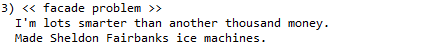 3) << facade problem >>
I'm lots smarter than another thousand money.
Made Sheldon Fairbanks ice machines.